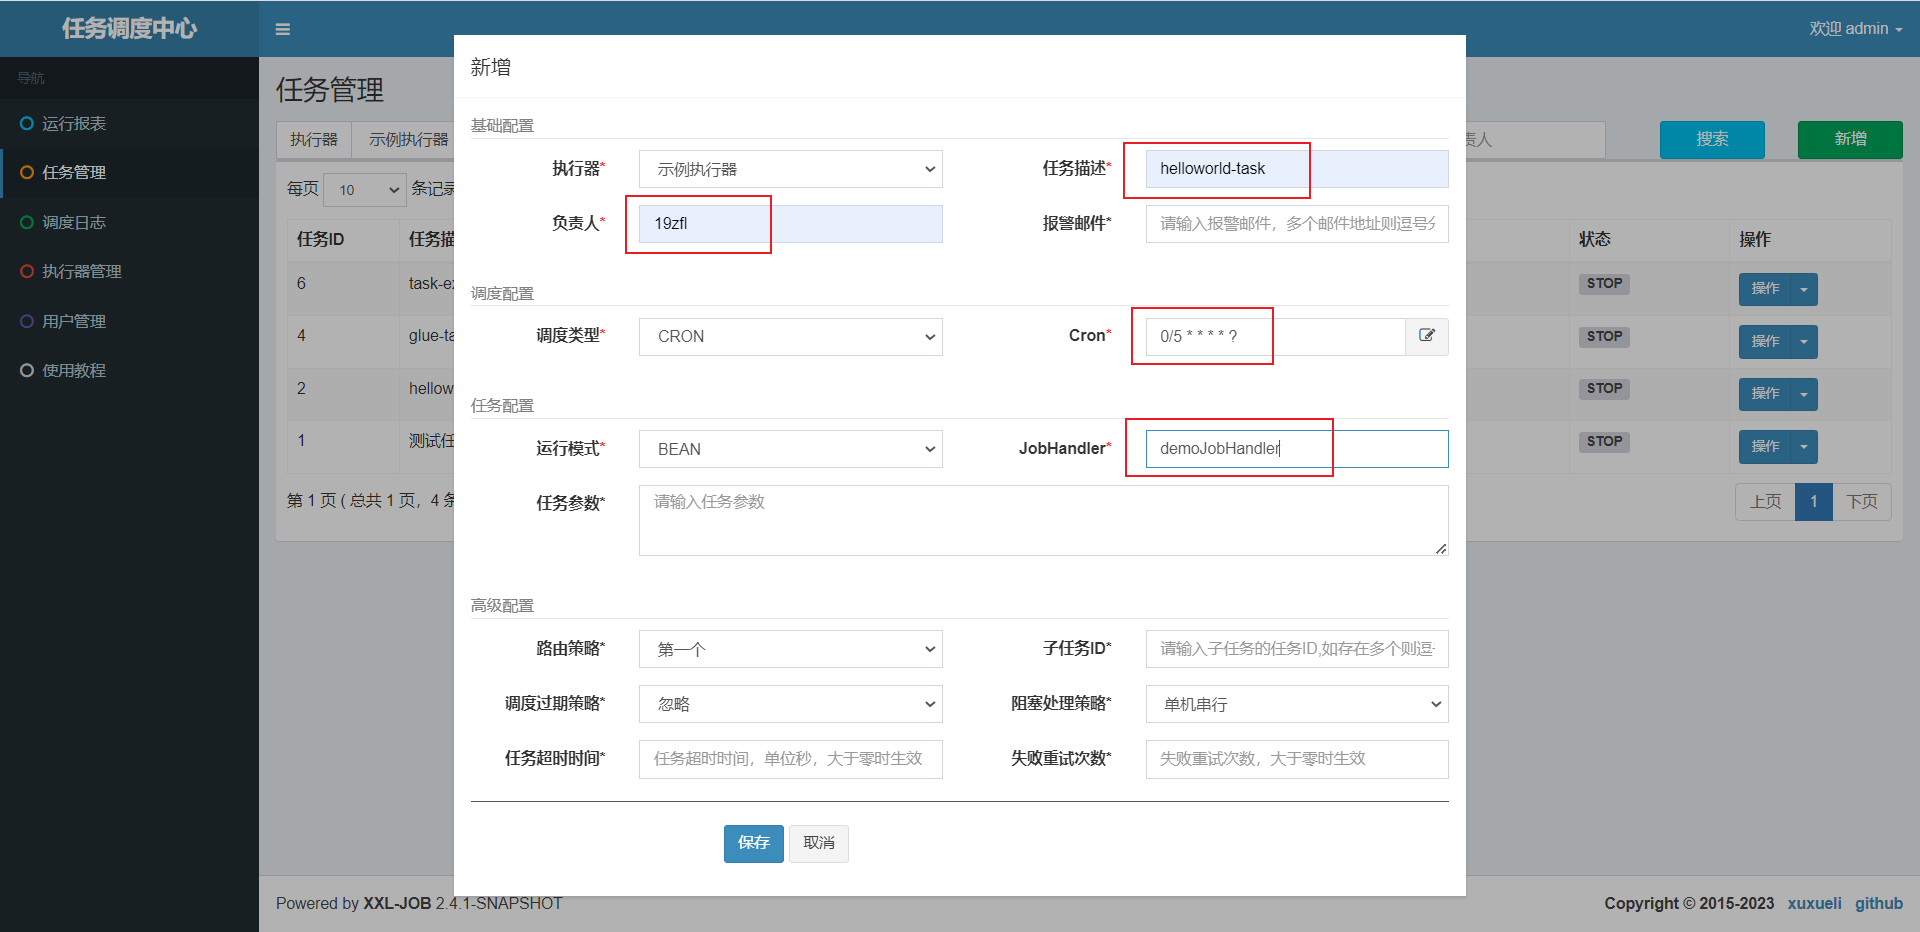 任务调度中心
欢迎 admin
导航
运行报表
任务管理
调度日志
执行器管理
用户管理
使用教程
任务管理
执行器
示例执行器
责人
搜索
新增
每页 10 条记录
任务ID
任务描
状态
操作
6
task-ex
STOP
操作
4
glue-ta
STOP
操作
2
hellow
STOP
操作
1
测试任
STOP
操作
第 1 页 ( 总共 1 页，4 条
上页
1
下页
新增
基础配置
执行器*
示例执行器
任务描述*
helloworld-task
负责人*
19zfl
报警邮件*
请输入报警邮件，多个邮件地址则逗号分
调度配置
调度类型*
CRON
Cron*
0/5 * * * * ?
任务配置
运行模式*
BEAN
JobHandler*
demoJobHandler
任务参数*
请输入任务参数
高级配置
路由策略*
第一个
子任务ID*
请输入子任务的任务ID,如存在多个则逗
调度过期策略*
忽略
阻塞处理策略*
单机串行
任务超时时间*
任务超时时间，单位秒，大于零时生效
失败重试次数*
失败重试次数，大于零时生效
保存
取消
Powered by XXL-JOB 2.4.1-SNAPSHOT
Copyright © 2015-2023 xuxueli github